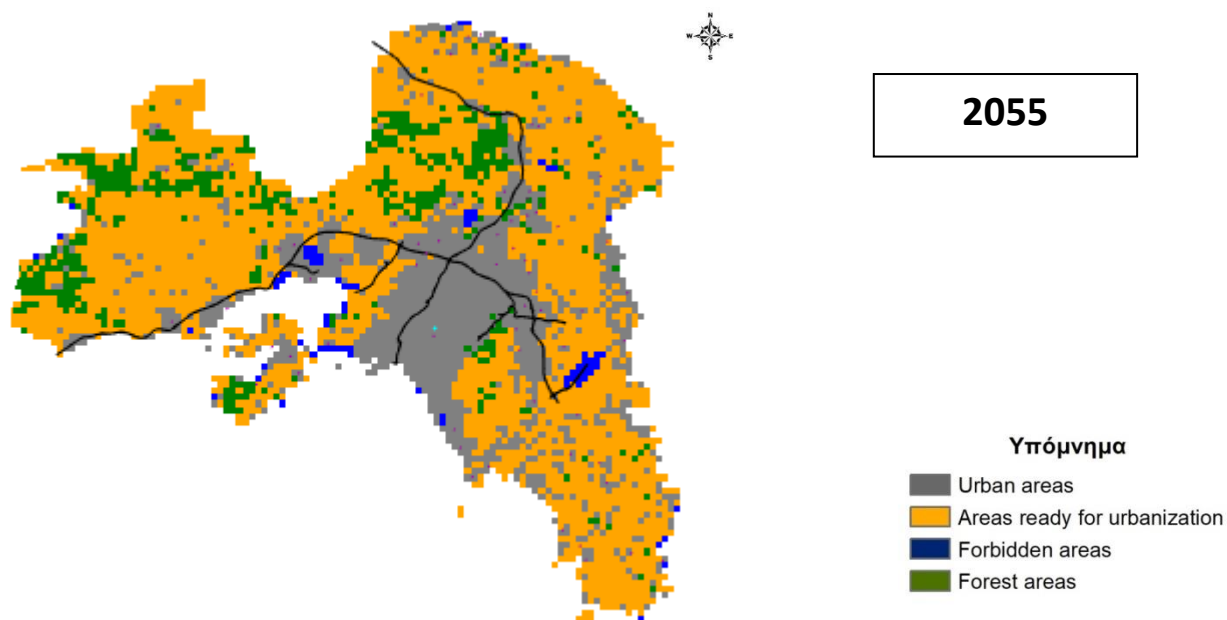 N
W E
S
2055
Υπόμνημα
Urban areas
Areas ready for urbanization
Forbidden areas
Forest areas